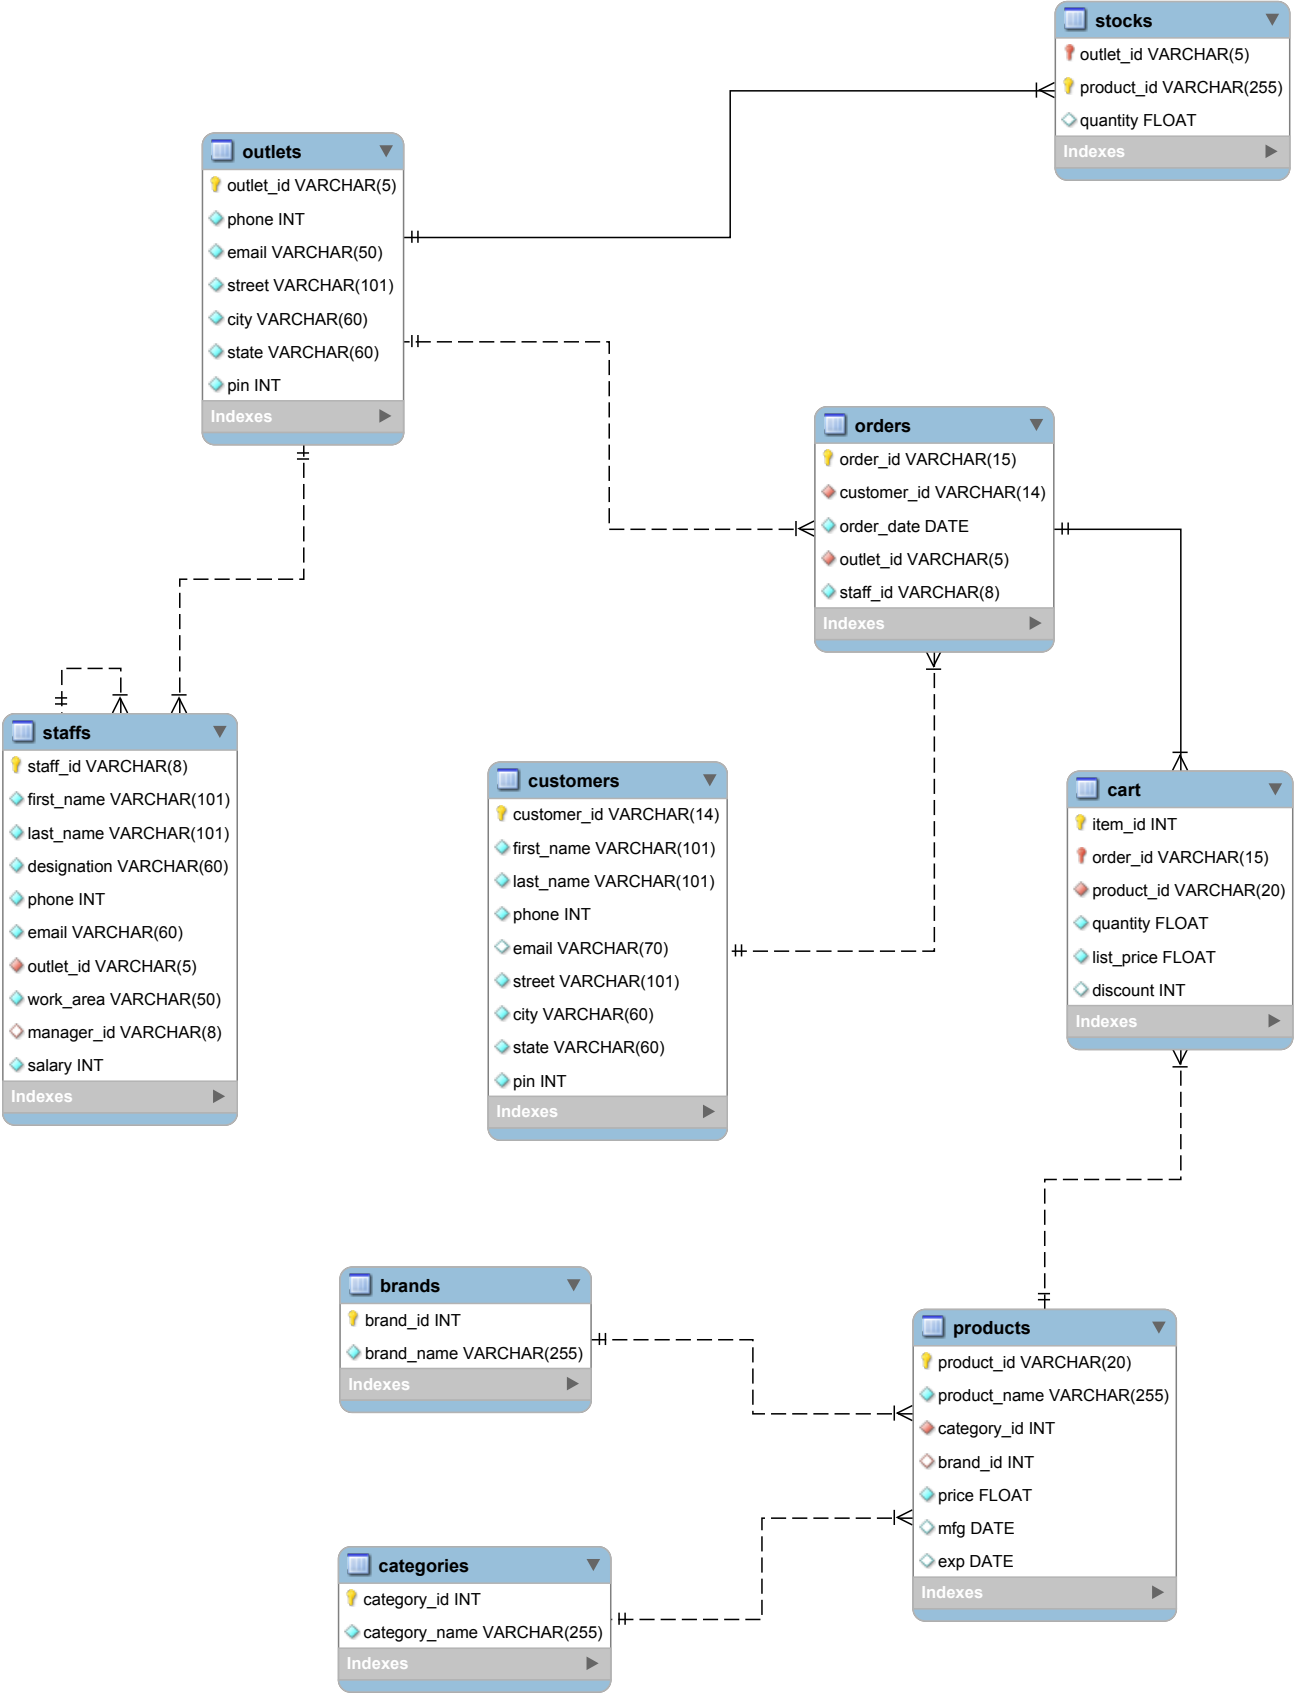 stocks
outlet_id VARCHAR(5)
product_id VARCHAR(255)
quantity FLOAT
Indexes
outlets
outlet_id VARCHAR(5)
phone INT
email VARCHAR(50)
street VARCHAR(101)
city VARCHAR(60)
state VARCHAR(60)
pin INT
Indexes
orders
order_id VARCHAR(15)
customer_id VARCHAR(14)
order_date DATE
outlet_id VARCHAR(5)
staff_id VARCHAR(8)
Indexes
staffs
staff_id VARCHAR(8)
first_name VARCHAR(101)
last_name VARCHAR(101)
designation VARCHAR(60)
phone INT
email VARCHAR(60)
outlet_id VARCHAR(5)
work_area VARCHAR(50)
manager_id VARCHAR(8)
salary INT
Indexes
customers
customer_id VARCHAR(14)
first_name VARCHAR(101)
last_name VARCHAR(101)
phone INT
email VARCHAR(70)
street VARCHAR(101)
city VARCHAR(60)
state VARCHAR(60)
pin INT
Indexes
cart
item_id INT
order_id VARCHAR(15)
product_id VARCHAR(20)
quantity FLOAT
list_price FLOAT
discount INT
Indexes
brands
brand_id INT
brand_name VARCHAR(255)
Indexes
products
product_id VARCHAR(20)
product_name VARCHAR(255)
category_id INT
brand_id INT
price FLOAT
mfg DATE
exp DATE
Indexes
categories
category_id INT
category_name VARCHAR(255)
Indexes